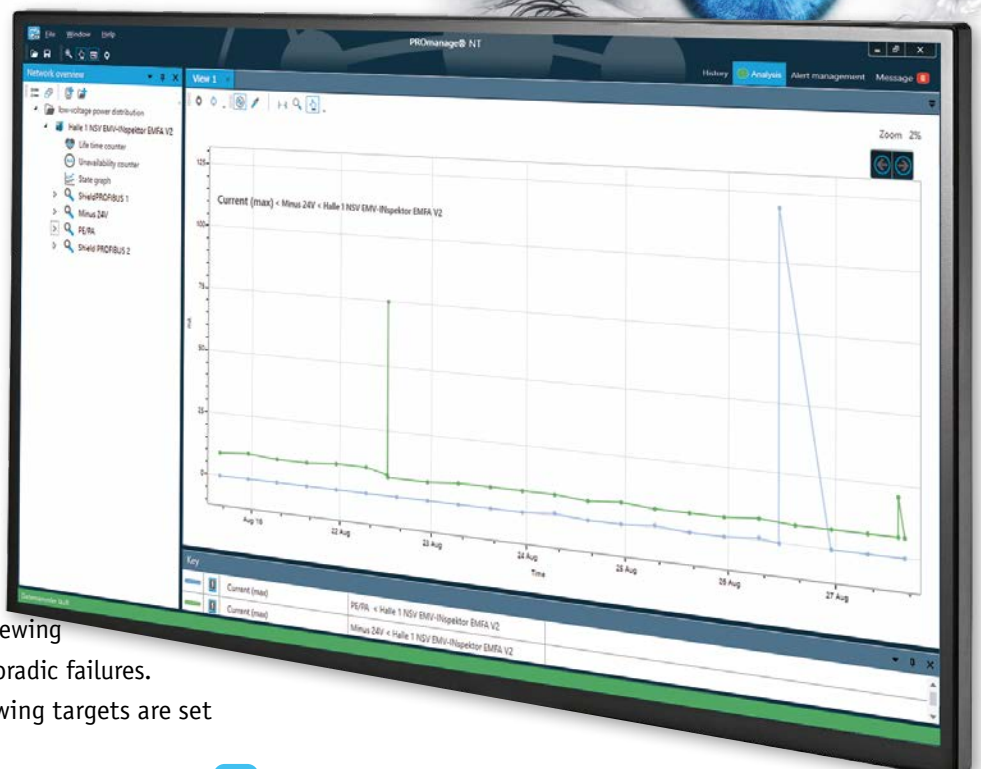 File Window Help
PROmanage® NT
History Analysis Alert management Message
Network overview
View 1
low-voltage power distribution
Halle 1 NSV EMV-INspektor EMFA V2
Life time counter
Unavailability counter
State graph
ShieldPROFIBUS 1
Minus 24V
PE/PA
Shield PROFIBUS 2
Zoom 2%
Current (max) < Minus 24V < Halle 1 NSV EMV-INspektor EMFA V2
125
100
75
50
25
0
mA
Aug 16
22 Aug
23 Aug
24 Aug
25 Aug
26 Aug
27 Aug
Time
Key
Current (max) PE/PA < Halle 1 NSV EMV-INspektor EMFA V2
Current (max) Minus 24V < Halle 1 NSV EMV-INspektor EMFA V2
ewing
oradic failures.
wing targets are set